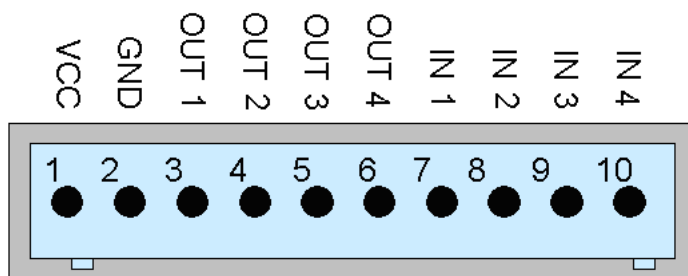 VCC GND OUT 1 OUT 2 OUT 3 OUT 4 IN 1 IN 2 IN 3 IN 4
1 2 3 4 5 6 7 8 9 10